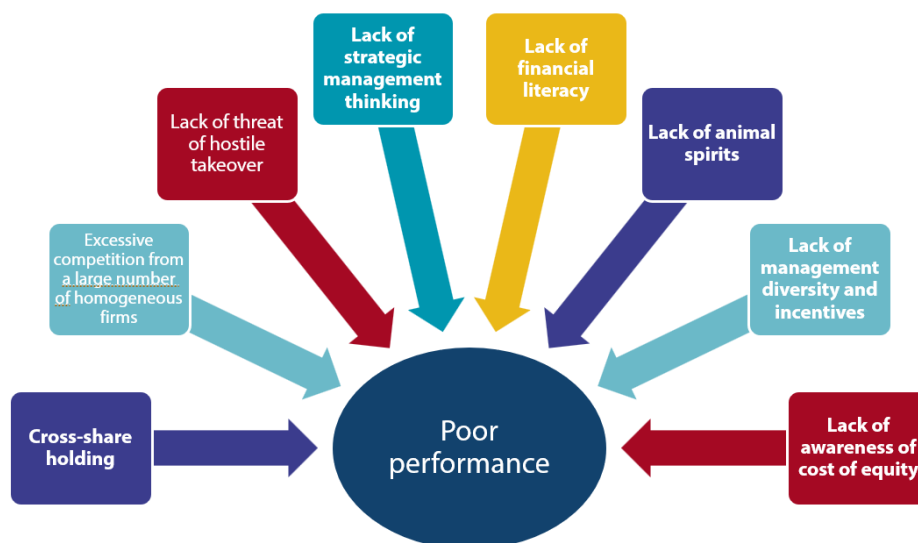 Cross-share
holding
Excessive
competition from
a large number
of homogeneous
firms
Lack of threat
of hostile
takeover
Lack of
strategic
management
thinking
Lack of
financial
literacy
Lack of animal
spirits
Lack of
management
diversity and
incentives
Lack of
awareness of
cost of equity
Poor
performance